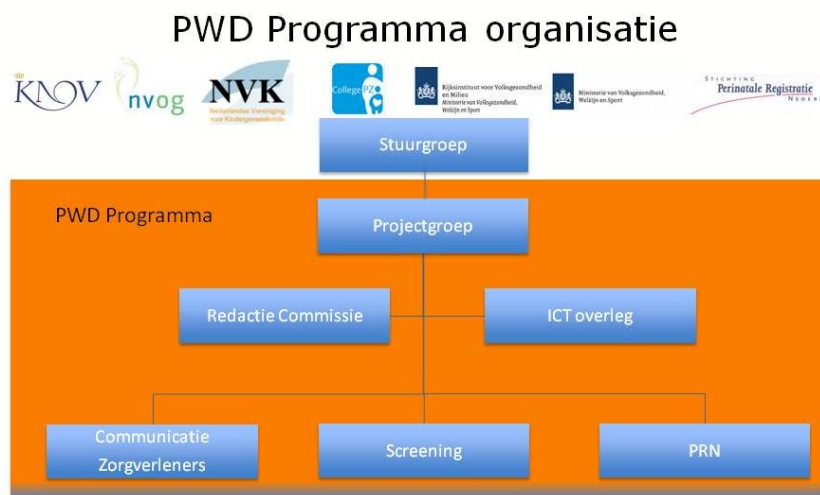 PWD Programma organisatie
de
KNOV
nvog
NVK
Nederlandse Vereniging
voor Kindergeneeskunde
College PZ
Rijksinstituut voor Volksgezondheid
en Milieu
Ministerie van Volksgezondheid,
Welzijn en Sport
Ministerie van Volksgezondheid,
Welzijn en Sport
STICHTING
Perinatale Registratie
NEDER
Stuurgroep
PWD Programma
Projectgroep
Redactie Commissie
ICT overleg
Communicatie
Zorgverleners
Screening
PRN